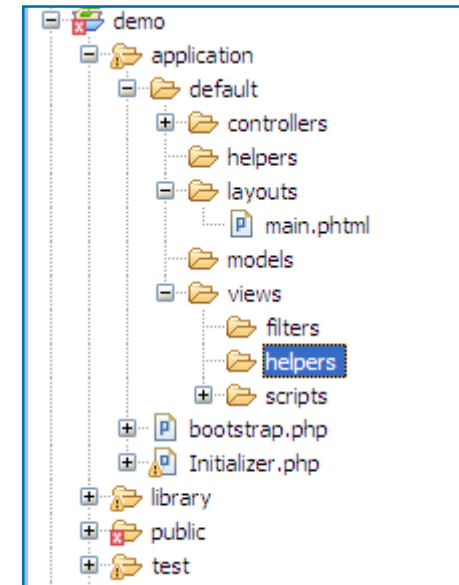 demo
application
default
controllers
helpers
layouts
main.phtml
models
views
filters
helpers
scripts
bootstrap.php
Initializer.php
library
public
test